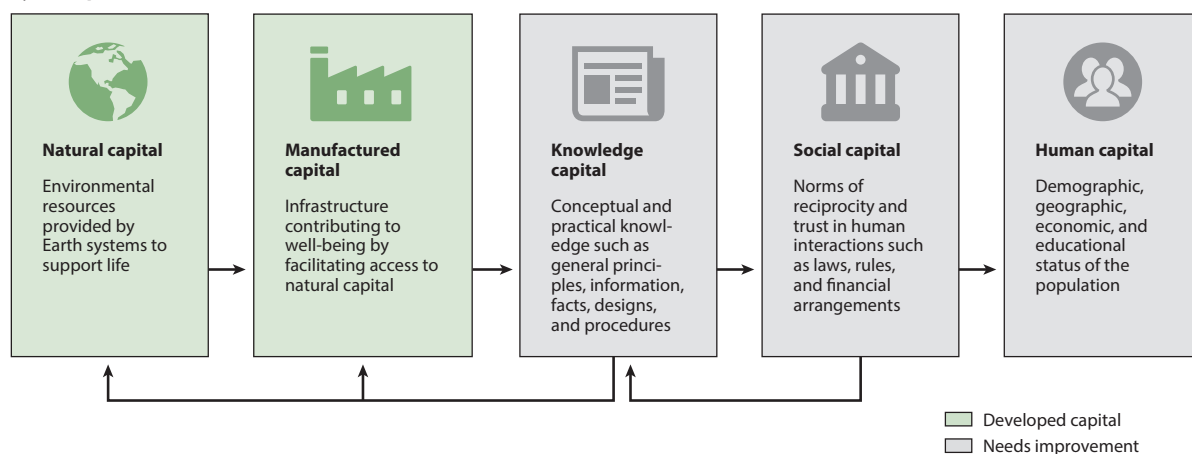 Natural capital
Environmental
resources
provided by
Earth systems to
support life
Manufactured
capital
Infrastructure
contributing to
well-being by
facilitating access to
natural capital
Knowledge
capital
Conceptual and
practical knowl-
edge such as
general princi-
ples, information,
facts, designs,
and procedures
Social capital
Norms of
reciprocity and
trust in human
interactions such
as laws, rules,
and financial
arrangements
Human capital
Demographic,
geographic,
economic, and
educational
status of the
population
Developed capital
Needs improvement